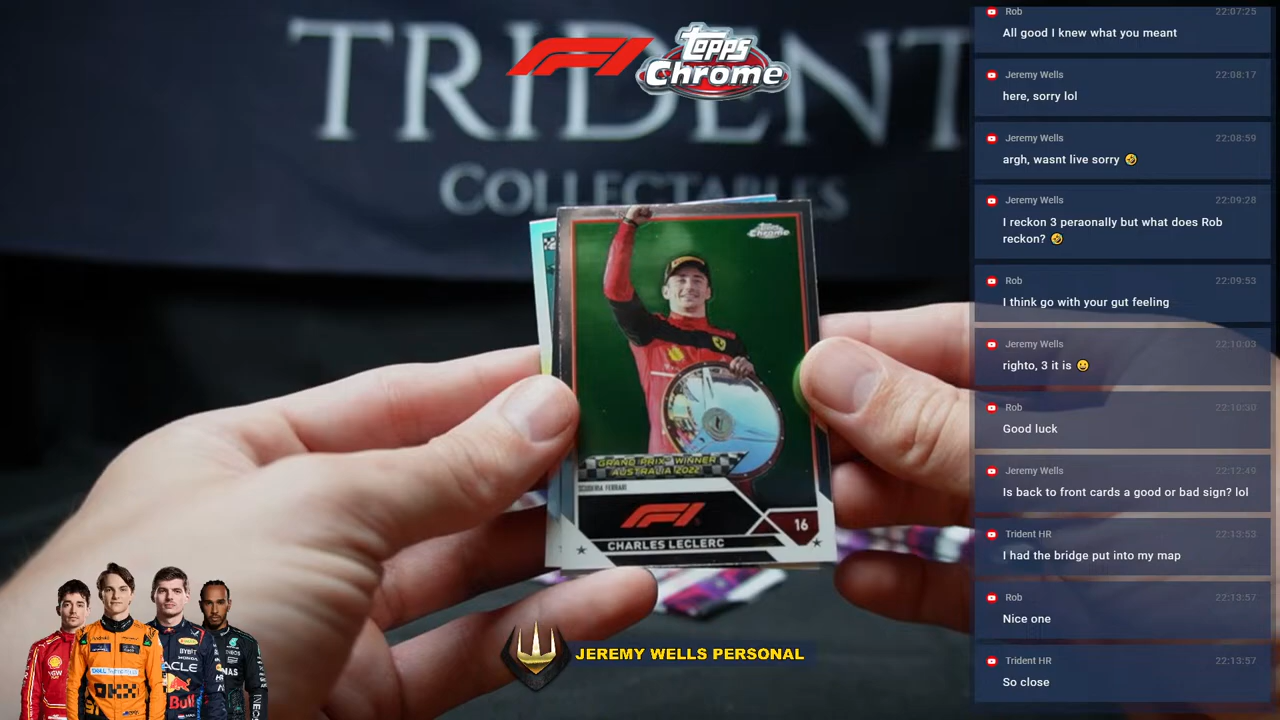 TRIDENT
COLLECTABLES
F1
Topps
Chrome
Topps
Chrome
GRAND PRIX™ WINNER
AUSTRALIA 2022
SCUDERIA FERRARI
F1
16
CHARLES LECLERC
JEREMY WELLS PERSONAL
Rob 22:07:25
All good I knew what you meant
Jeremy Wells 22:08:17
here, sorry lol
Jeremy Wells 22:08:59
argh, wasnt live sorry 🤣
Jeremy Wells 22:09:28
I reckon 3 peraonally but what does Rob
reckon? 🤣
Rob 22:09:53
I think go with your gut feeling
Jeremy Wells 22:10:03
righto, 3 it is 😀
Rob 22:10:30
Good luck
Jeremy Wells 22:12:49
Is back to front cards a good or bad sign? lol
Trident HR 22:13:53
I had the bridge put into my map
Rob 22:13:57
Nice one
Trident HR 22:13:57
So close